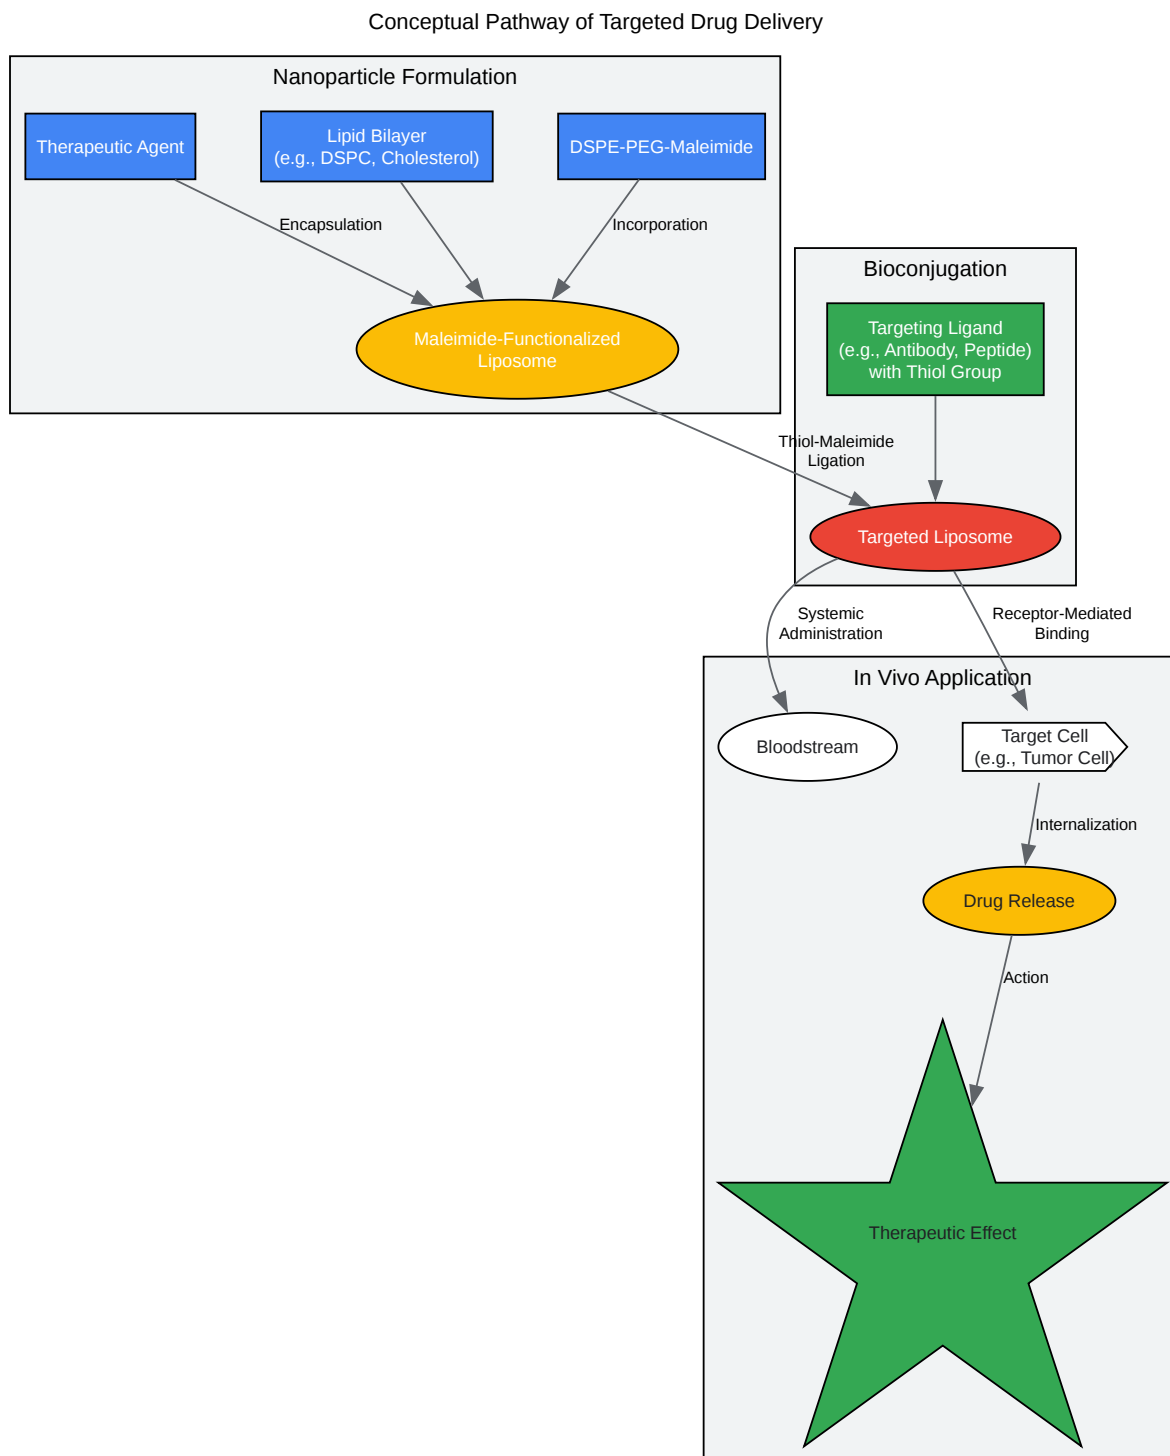 Conceptual Pathway of Targeted Drug Delivery
Nanoparticle Formulation
Therapeutic Agent
Lipid Bilayer
(e.g., DSPC, Cholesterol)
DSPE-PEG-Maleimide
Encapsulation
Incorporation
Maleimide-Functionalized
Liposome
Bioconjugation
Targeting Ligand
(e.g., Antibody, Peptide)
with Thiol Group
Thiol-Maleimide
Ligation
Targeted Liposome
Systemic
Administration
Receptor-Mediated
Binding
In Vivo Application
Bloodstream
Target Cell
(e.g., Tumor Cell)
Internalization
Drug Release
Action
Therapeutic Effect